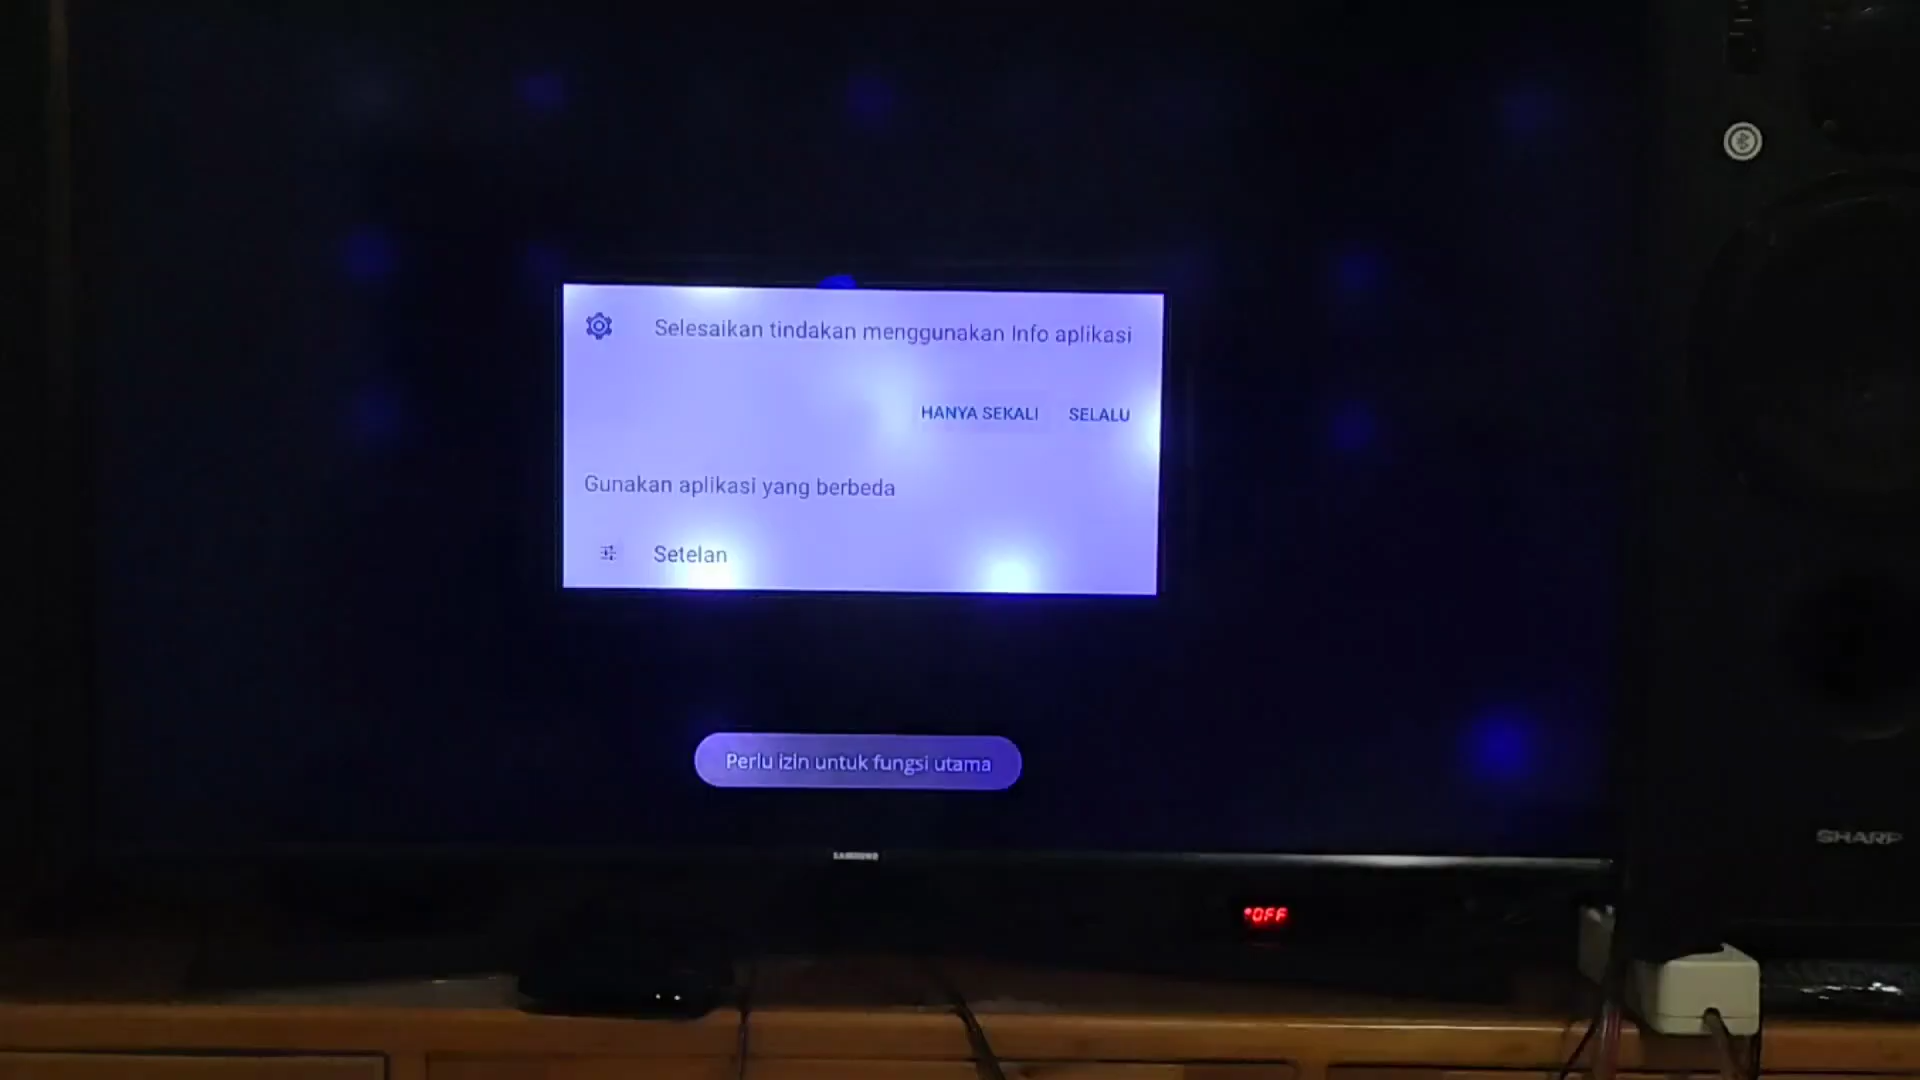 Selesaikan tindakan menggunakan Info aplikasi
HANYA SEKALI SELALU
Gunakan aplikasi yang berbeda
Setelan
Perlu izin untuk fungsi utama
SAMSUNG
OFF
SHARP